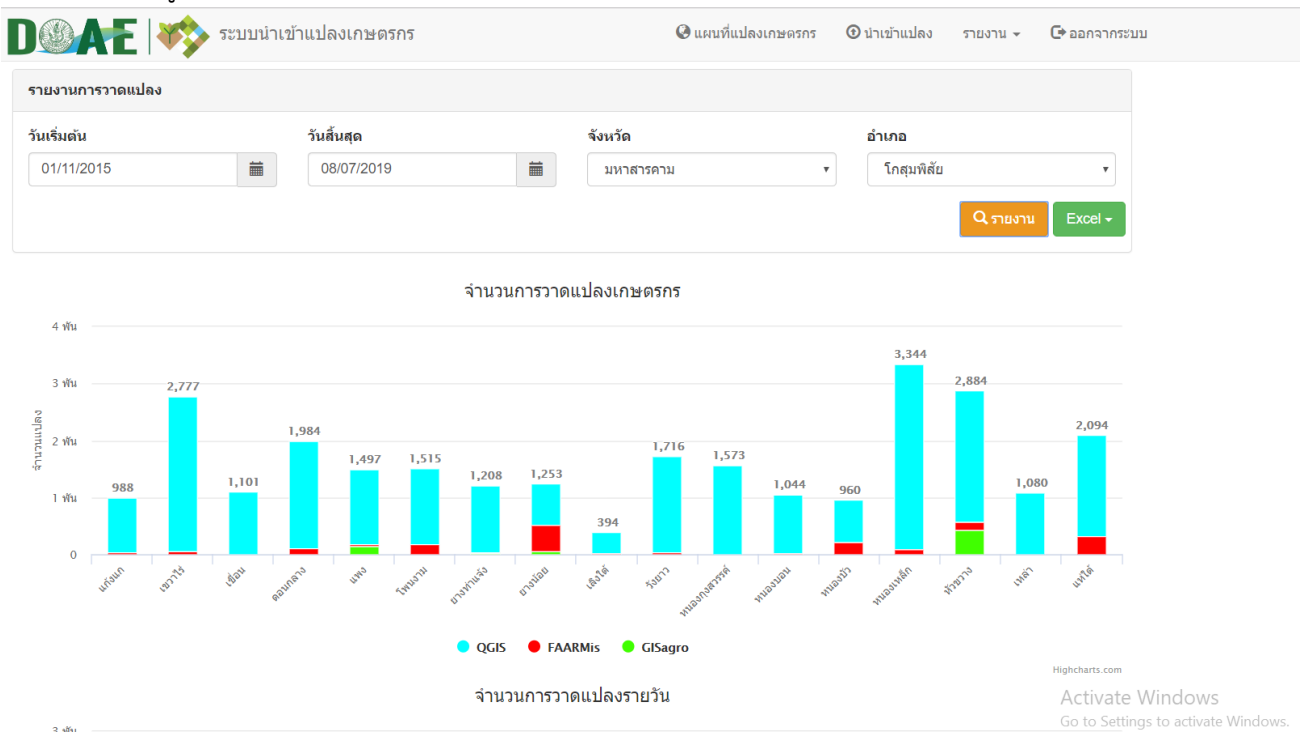 DOAE ระบบนำเข้าแปลงเกษตรกร แผนที่แปลงเกษตรกร นำเข้าแปลง รายงาน ออกจากระบบ
รายงานการวาดแปลง
วันเริ่มต้น วันสิ้นสุด จังหวัด อำเภอ
01/11/2015 08/07/2019 มหาสารคาม โกสุมพิสัย
รายงาน Excel
จำนวนการวาดแปลงเกษตรกร
จำนวนแปลง
4 พัน
3 พัน
2 พัน
1 พัน
0
988 2,777 1,101 1,984 1,497 1,515 1,208 1,253 394 1,716 1,573 1,044 960 3,344 2,884 1,080 2,094
แก้งแก เขวาไร่ เขื่อน ดอนกลาง แพง โพนงาม ยางท่าแจ้ง ยางน้อย เลิงใต้ วังยาว หนองกุงสวรรค์ หนองบอน หนองบัว หนองเหล็ก หัวขวาง เหล่า แห่ใต้
QGIS FAARMis GISagro
Highcharts.com
จำนวนการวาดแปลงรายวัน
3 พัน
Activate Windows
Go to Settings to activate Windows.